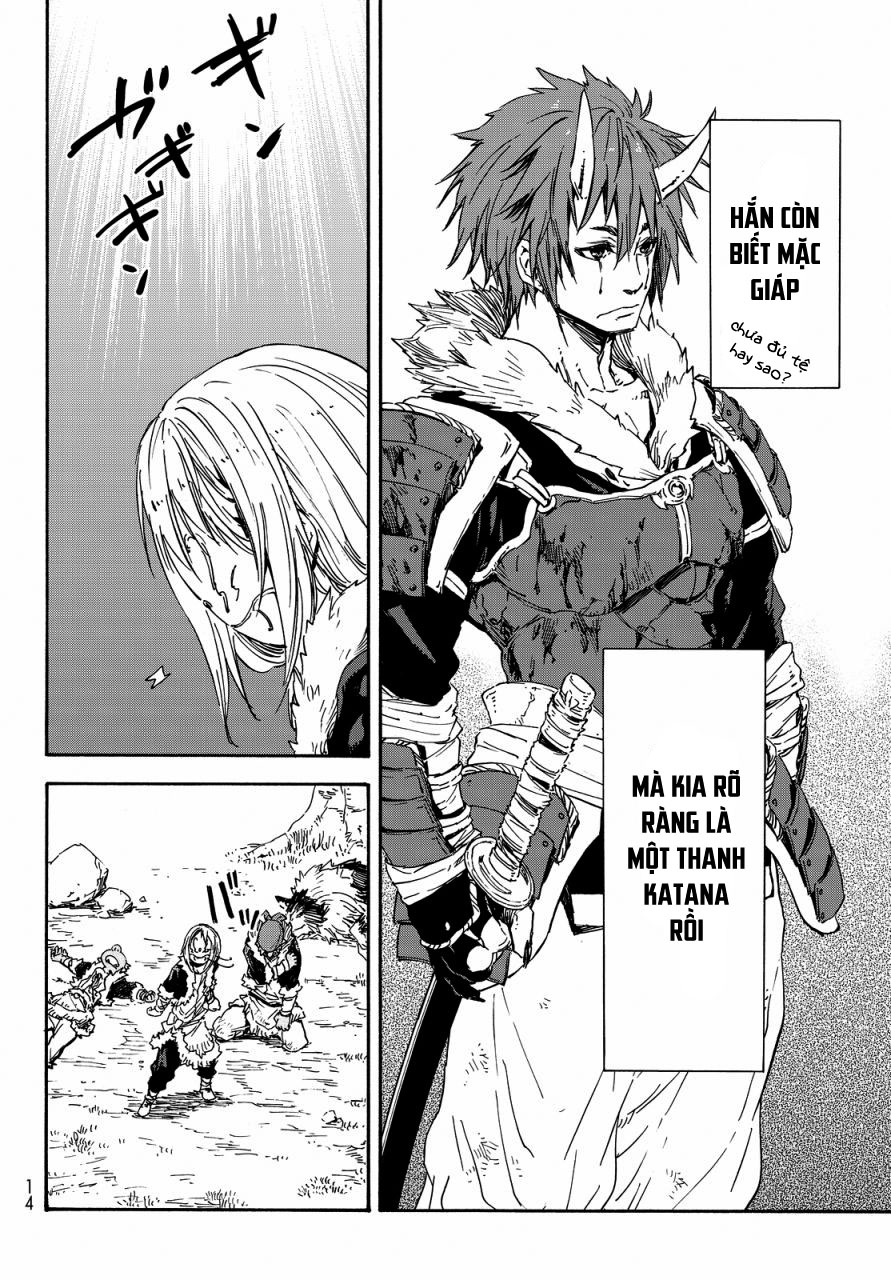 HẮN CÒN
BIẾT MẶC
GIÁP
chưa đủ tệ
hay sao?
MÀ KIA RÕ
RÀNG LÀ
MỘT THANH
KATANA
RỒI
ギギン
ガギギン
14